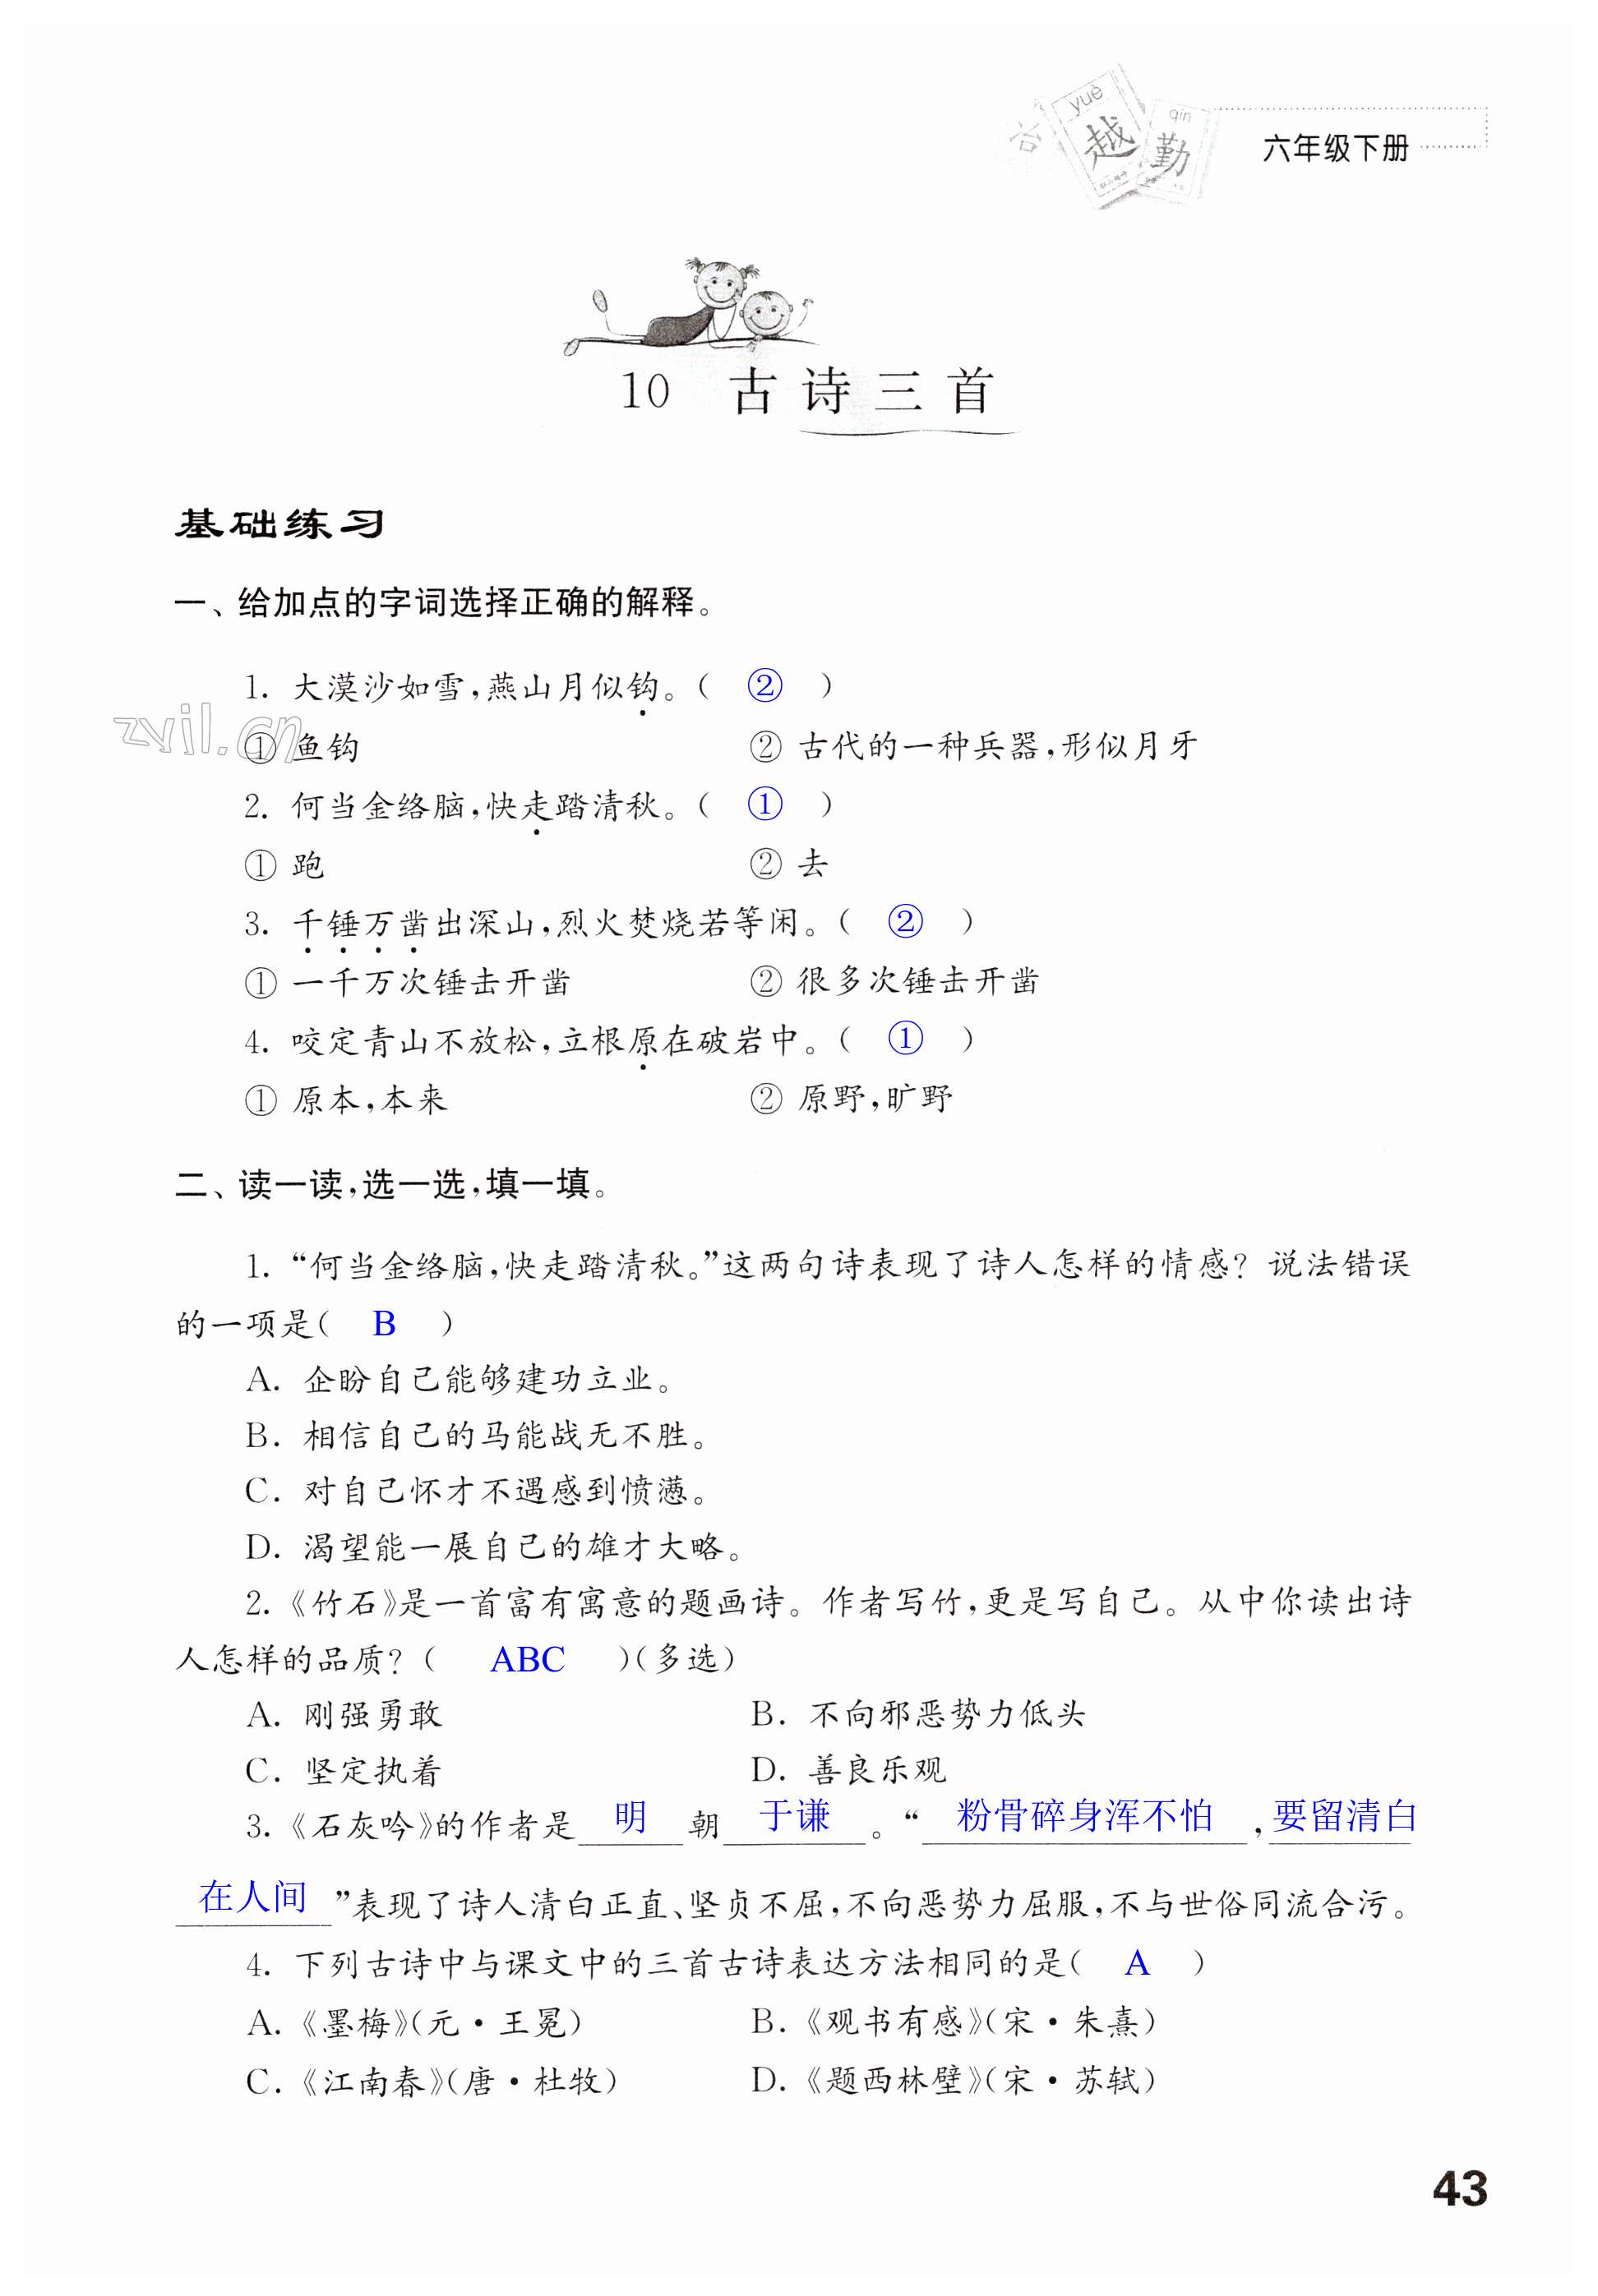 yuè
越
qin
勤
六年级下册
10 古诗三首
基础练习
一、给加点的字词选择正确的解释。
1. 大漠沙如雪,燕山月似钩。( ② )
zyjl.cn
① 鱼钩 ② 古代的一种兵器,形似月牙
2. 何当金络脑,快走踏清秋。( ① )
① 跑 ② 去
3. 千锤万凿出深山,烈火焚烧若等闲。( ② )
① 一千万次锤击开凿 ② 很多次锤击开凿
4. 咬定青山不放松,立根原在破岩中。( ① )
① 原本,本来 ② 原野,旷野
二、读一读,选一选,填一填。
1. “何当金络脑,快走踏清秋。”这两句诗表现了诗人怎样的情感? 说法错误
的一项是( B )
A. 企盼自己能够建功立业。
B. 相信自己的马能战无不胜。
C. 对自己怀才不遇感到愤懑。
D. 渴望能一展自己的雄才大略。
2.《竹石》是一首富有寓意的题画诗。作者写竹,更是写自己。从中你读出诗
人怎样的品质?( ABC )(多选)
A. 刚强勇敢 B. 不向邪恶势力低头
C. 坚定执着 D. 善良乐观
3.《石灰吟》的作者是 明 朝 于谦 。“ 粉骨碎身浑不怕 , 要留清白
在人间 ”表现了诗人清白正直、坚贞不屈,不向恶势力屈服,不与世俗同流合污。
4. 下列古诗中与课文中的三首古诗表达方法相同的是( A )
A.《墨梅》(元·王冕) B.《观书有感》(宋·朱熹)
C.《江南春》(唐·杜牧) D.《题西林壁》(宋·苏轼)
43